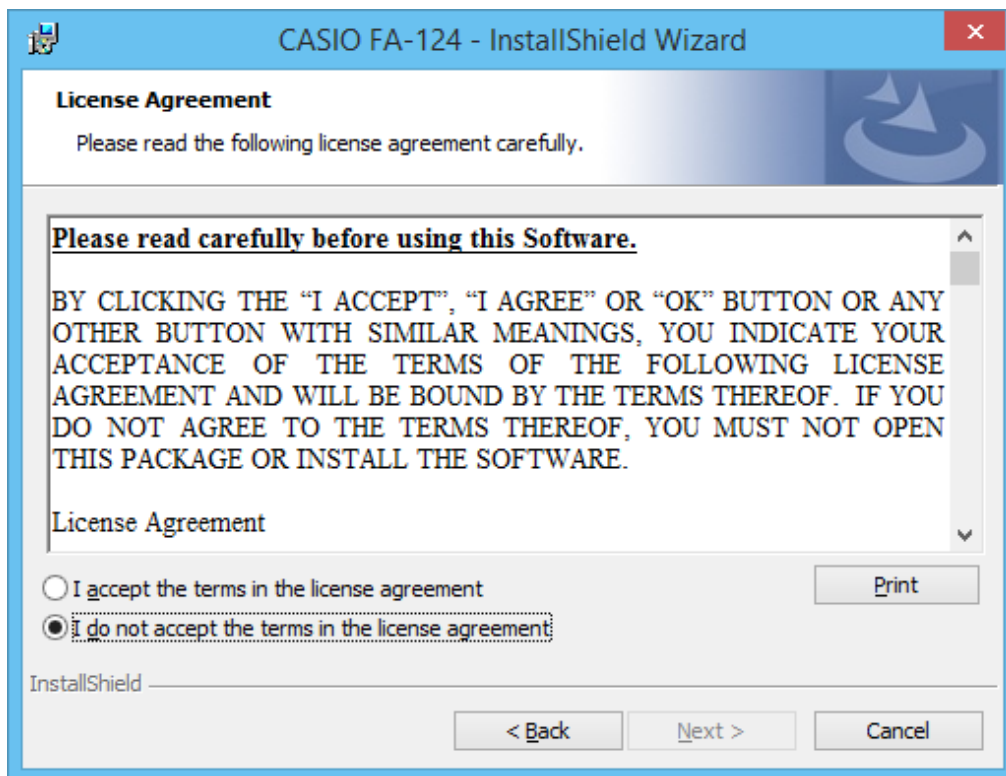 CASIO FA-124 - InstallShield Wizard
License Agreement
Please read the following license agreement carefully.
Please read carefully before using this Software.
BY CLICKING THE “I ACCEPT”, “I AGREE” OR “OK” BUTTON OR ANY
OTHER BUTTON WITH SIMILAR MEANINGS, YOU INDICATE YOUR
ACCEPTANCE OF THE TERMS OF THE FOLLOWING LICENSE
AGREEMENT AND WILL BE BOUND BY THE TERMS THEREOF. IF YOU
DO NOT AGREE TO THE TERMS THEREOF, YOU MUST NOT OPEN
THIS PACKAGE OR INSTALL THE SOFTWARE.
License Agreement
I accept the terms in the license agreement
Print
I do not accept the terms in the license agreement
InstallShield
< Back
Next >
Cancel